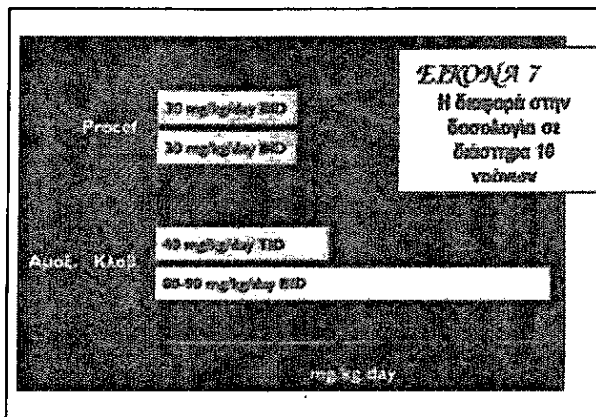 ΕΙΚΟΝΑ 7
Η διαφορά στην
δοσολογία σε
διάστημα 10
Procef
30 mg/kg/day BID
30 mg/kg/day BID
Αμοξ. Κλαβ
40 mg/kg/day TID
80-90 mg/kg/day BID
mg kg day